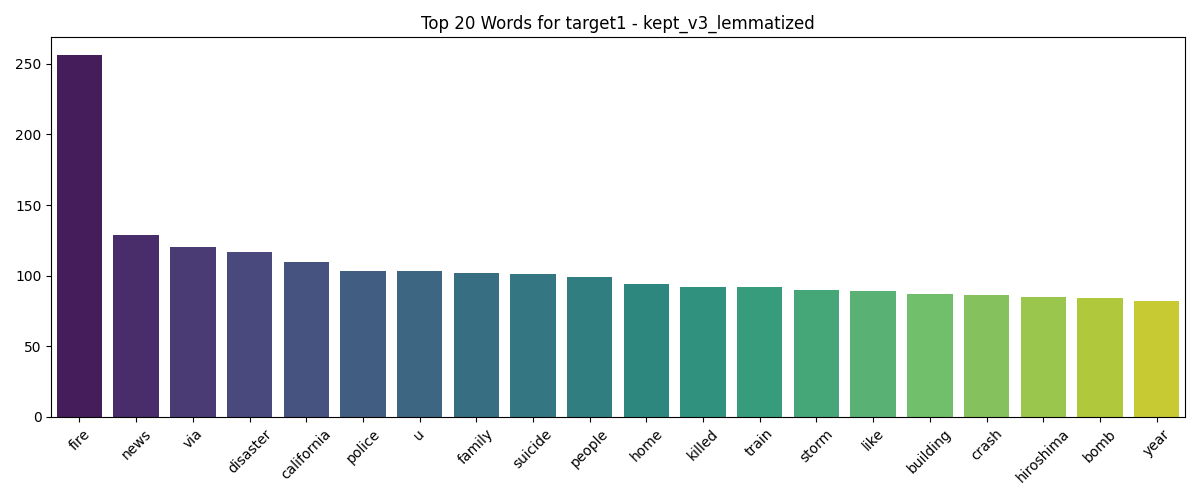 Top 20 Words for target1 - kept_v3_lemmatized
250
200
150
100
50
0
fire
news
via
disaster
california
police
u
family
suicide
people
home
killed
train
storm
like
building
crash
hiroshima
bomb
year